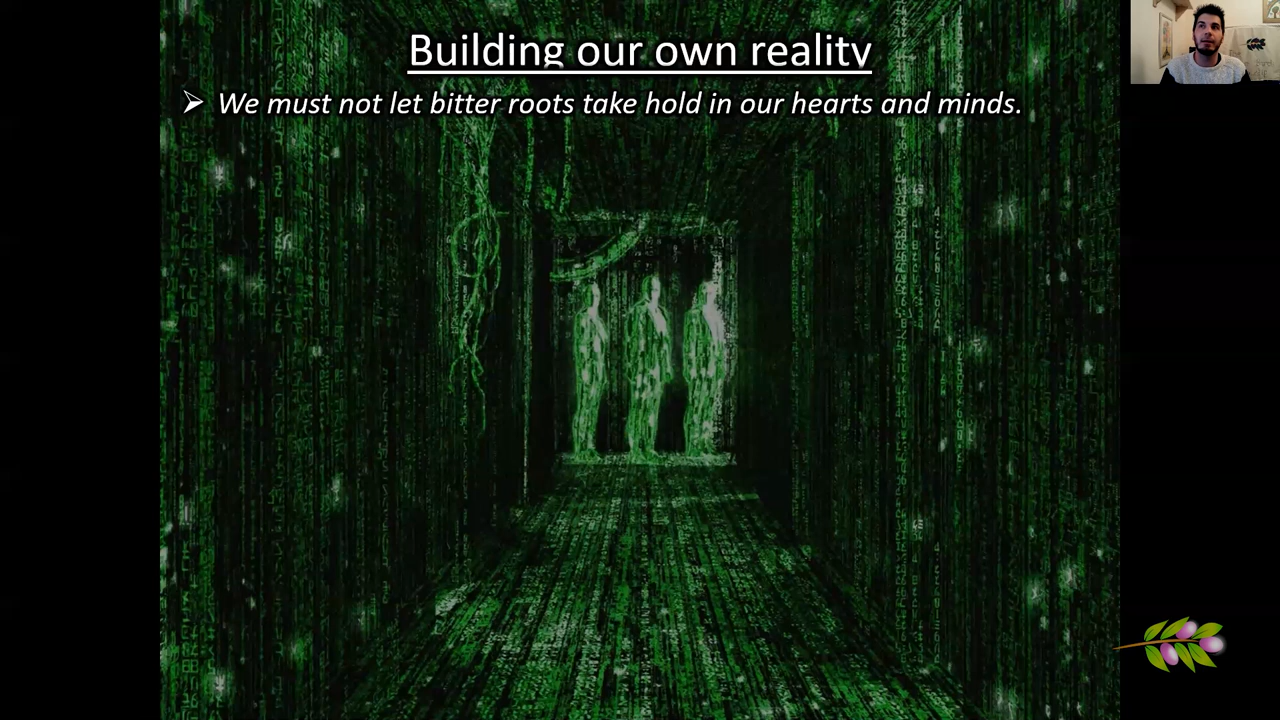 Building our own reality
We must not let bitter roots take hold in our hearts and minds.